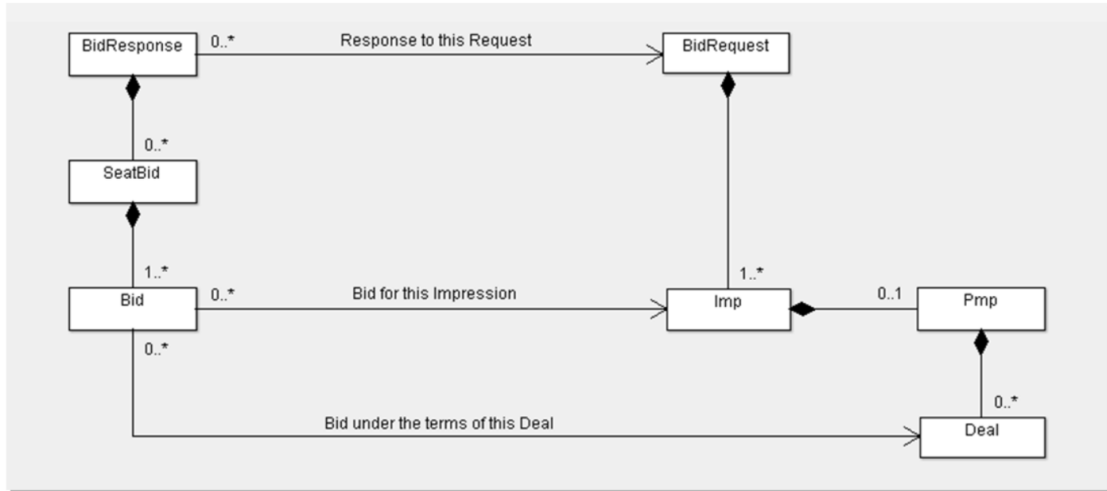 BidResponse
0..*
Response to this Request
BidRequest
0..*
SeatBid
1..*
1..*
Bid
0..*
Bid for this Impression
Imp
0..1
Pmp
0..*
0..*
Bid under the terms of this Deal
Deal